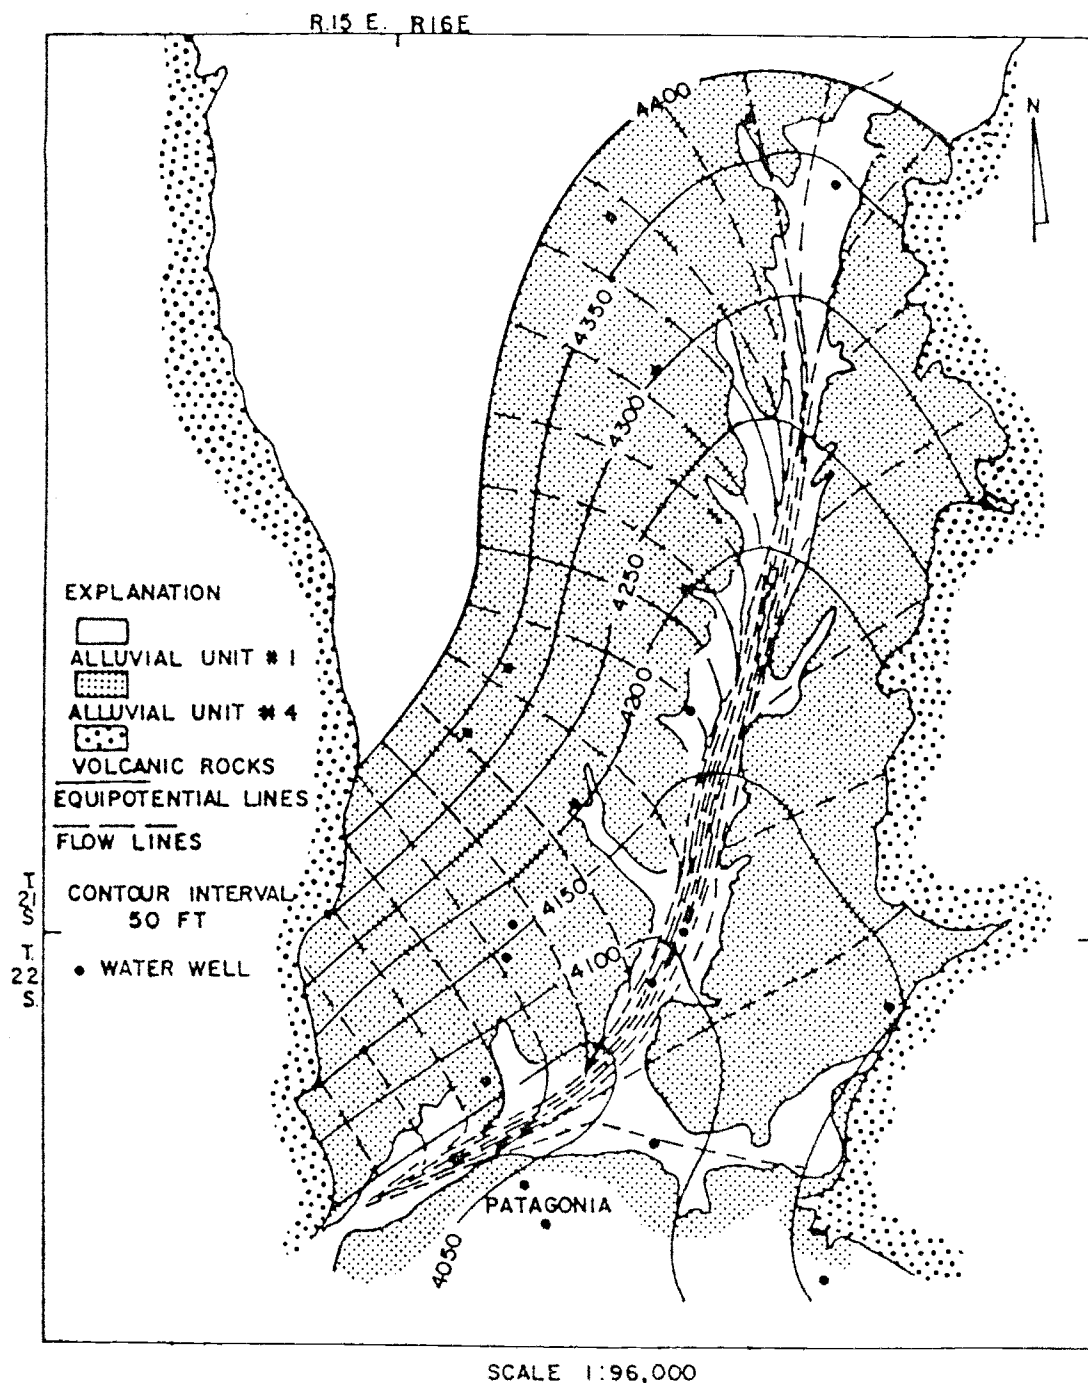 R.15 E. R16E
4400
N
4350
4300
4250
4200
EXPLANATION
ALLUVIAL UNIT # 1
ALLUVIAL UNIT # 4
VOLCANIC ROCKS
EQUIPOTENTIAL LINES
FLOW LINES
T.
21
S
CONTOUR INTERVAL
50 FT
T.
22
S.
WATER WELL
4150
4100
PATAGONIA
4050
SCALE 1:96,000